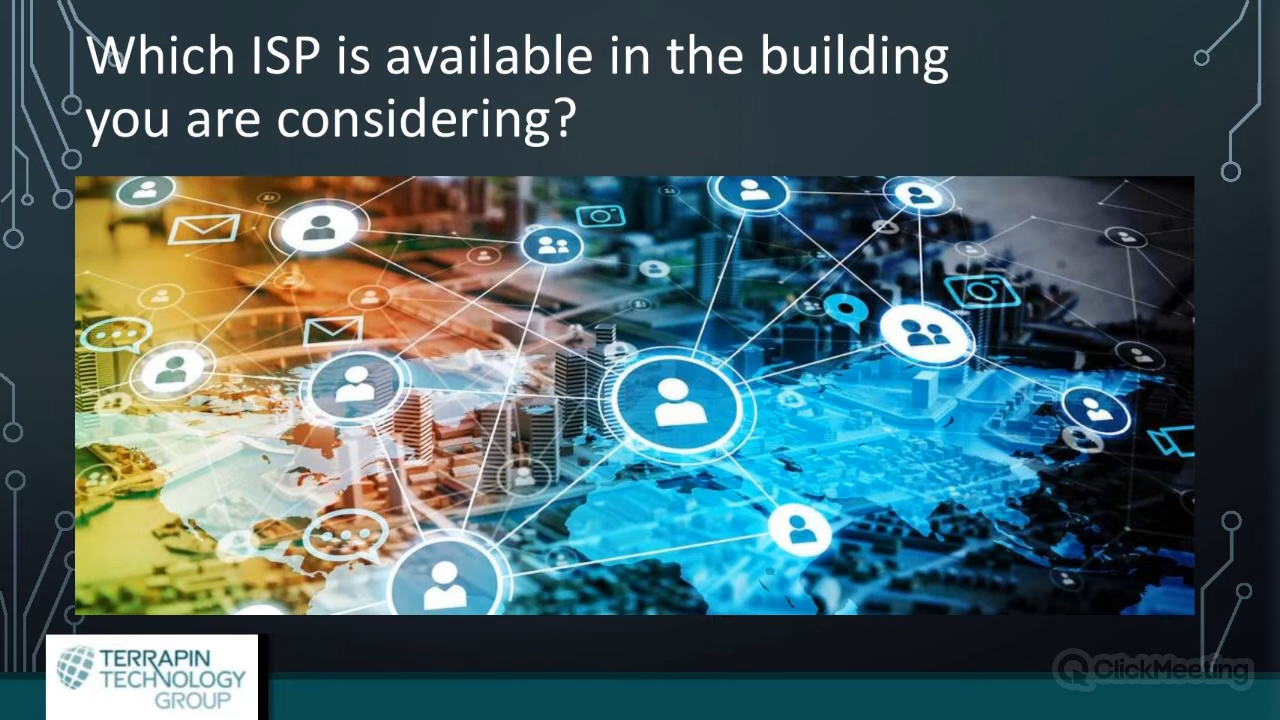 Which ISP is available in the building
you are considering?
TERRAPIN
TECHNOLOGY
GROUP
ClickMeeting